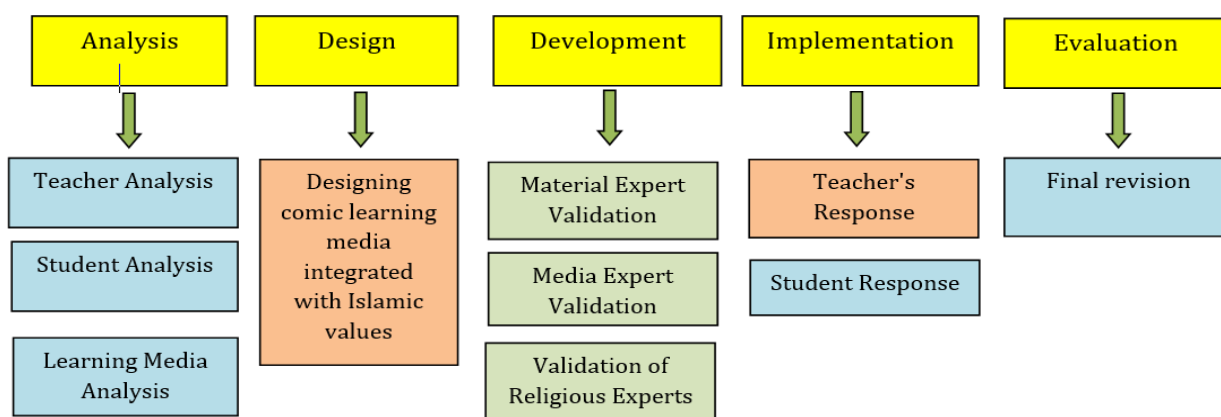 Analysis
Design
Development
Implementation
Evaluation
Teacher Analysis
Student Analysis
Learning Media
Analysis
Designing
comic learning
media
integrated
with Islamic
values
Material Expert
Validation
Media Expert
Validation
Validation of
Religious Experts
Teacher's
Response
Student Response
Final revision